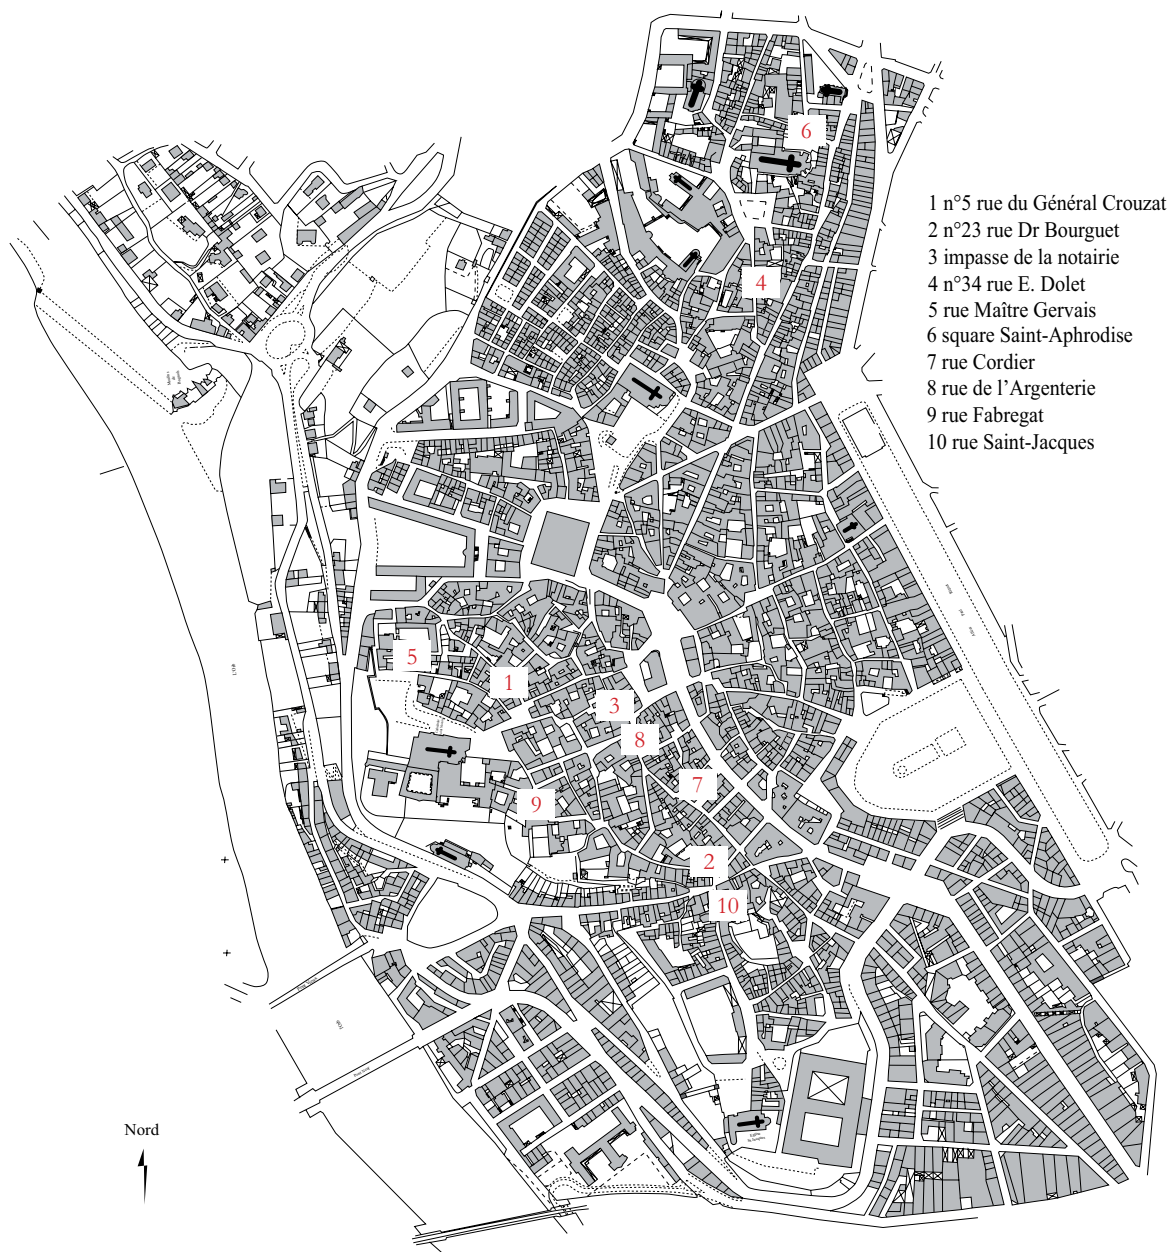 6
1 n°5 rue du Général Crouzat
2 n°23 rue Dr Bourguet
3 impasse de la notairie
4 n°34 rue E. Dolet
5 rue Maître Gervais
6 square Saint-Aphrodise
7 rue Cordier
8 rue de l'Argenterie
9 rue Fabregat
10 rue Saint-Jacques
4
5
1
3
8
7
9
2
10
Nord